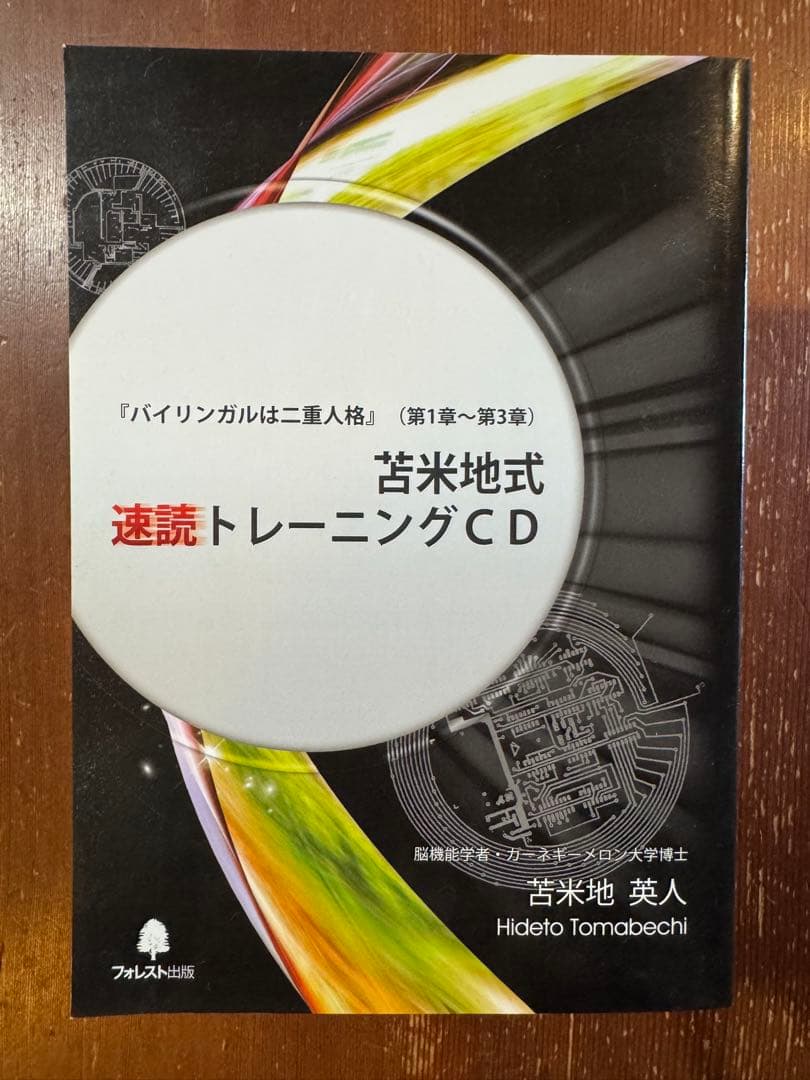 『バイリンガルは二重人格』（第1章～第3章）
苫米地式
速読トレーニングCD
脳機能学者・カーネギーメロン大学博士
苫米地 英人
Hideto Tomabechi
フォレスト出版